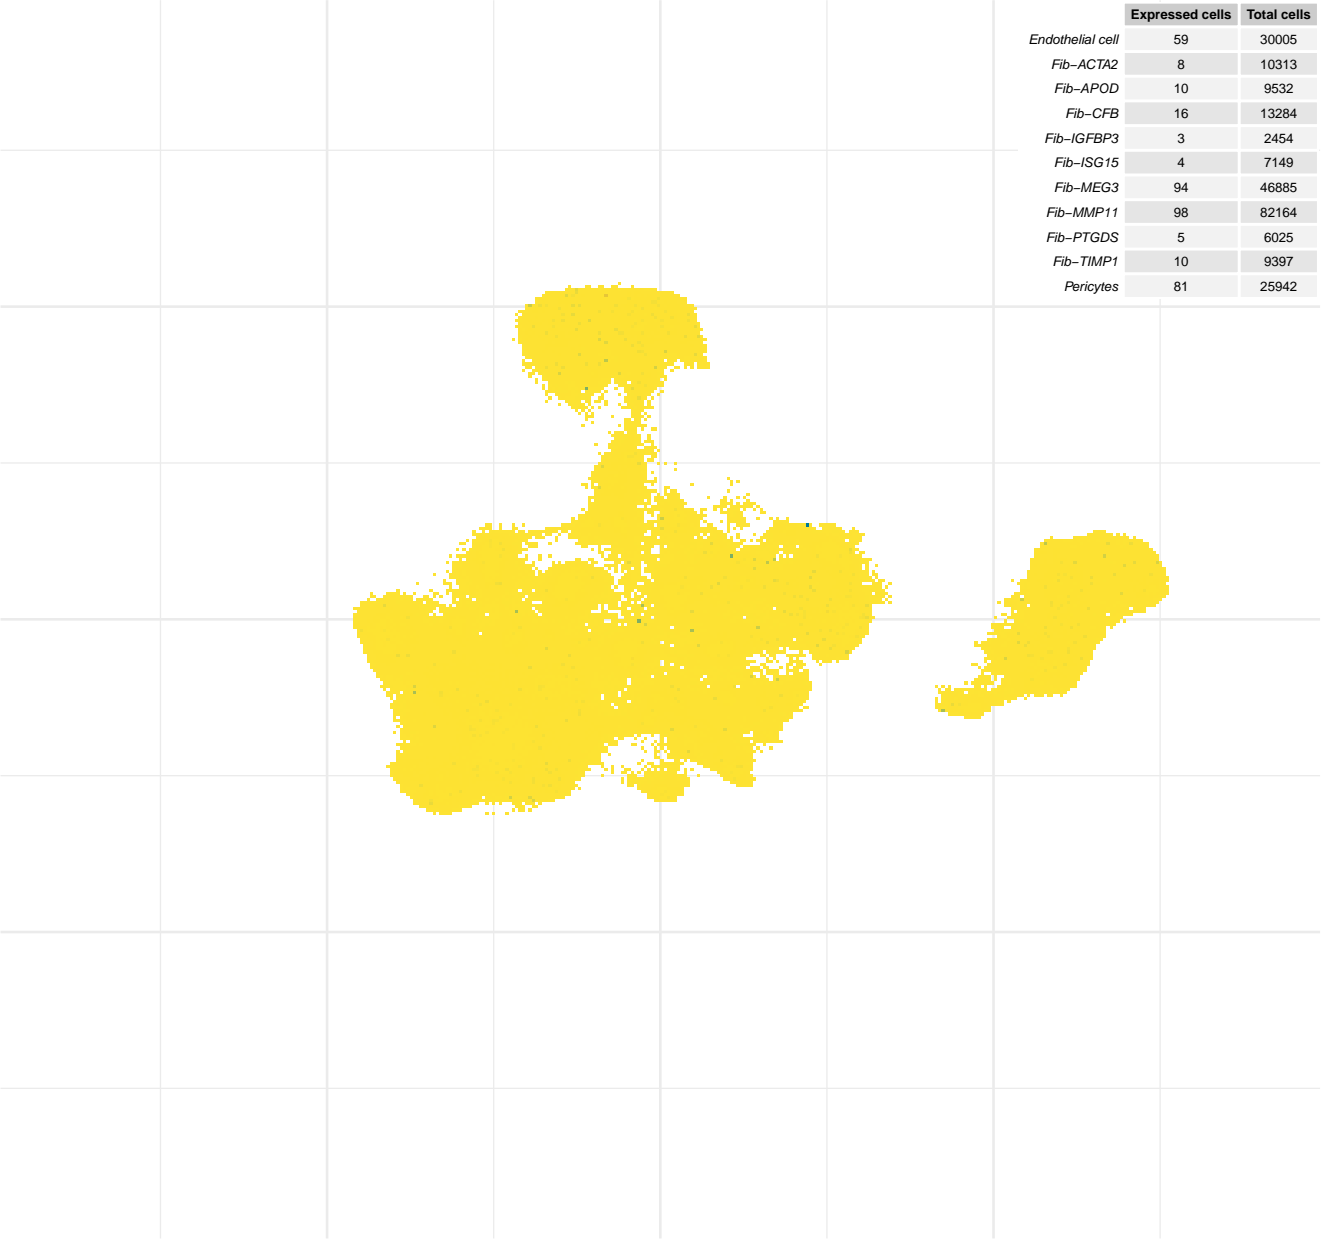 Expressed cells Total cells
Endothelial cell 59 30005
Fib−ACTA2 8 10313
Fib−APOD 10 9532
Fib−CFB 16 13284
Fib−IGFBP3 3 2454
Fib−ISG15 4 7149
Fib−MEG3 94 46885
Fib−MMP11 98 82164
Fib−PTGDS 5 6025
Fib−TIMP1 10 9397
Pericytes 81 25942